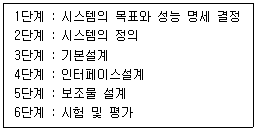 1단계 : 시스템의 목표와 성능 명세 결정
2단계 : 시스템의 정의
3단계 : 기본설계
4단계 : 인터페이스설계
5단계 : 보조물 설계
6단계 : 시험 및 평가